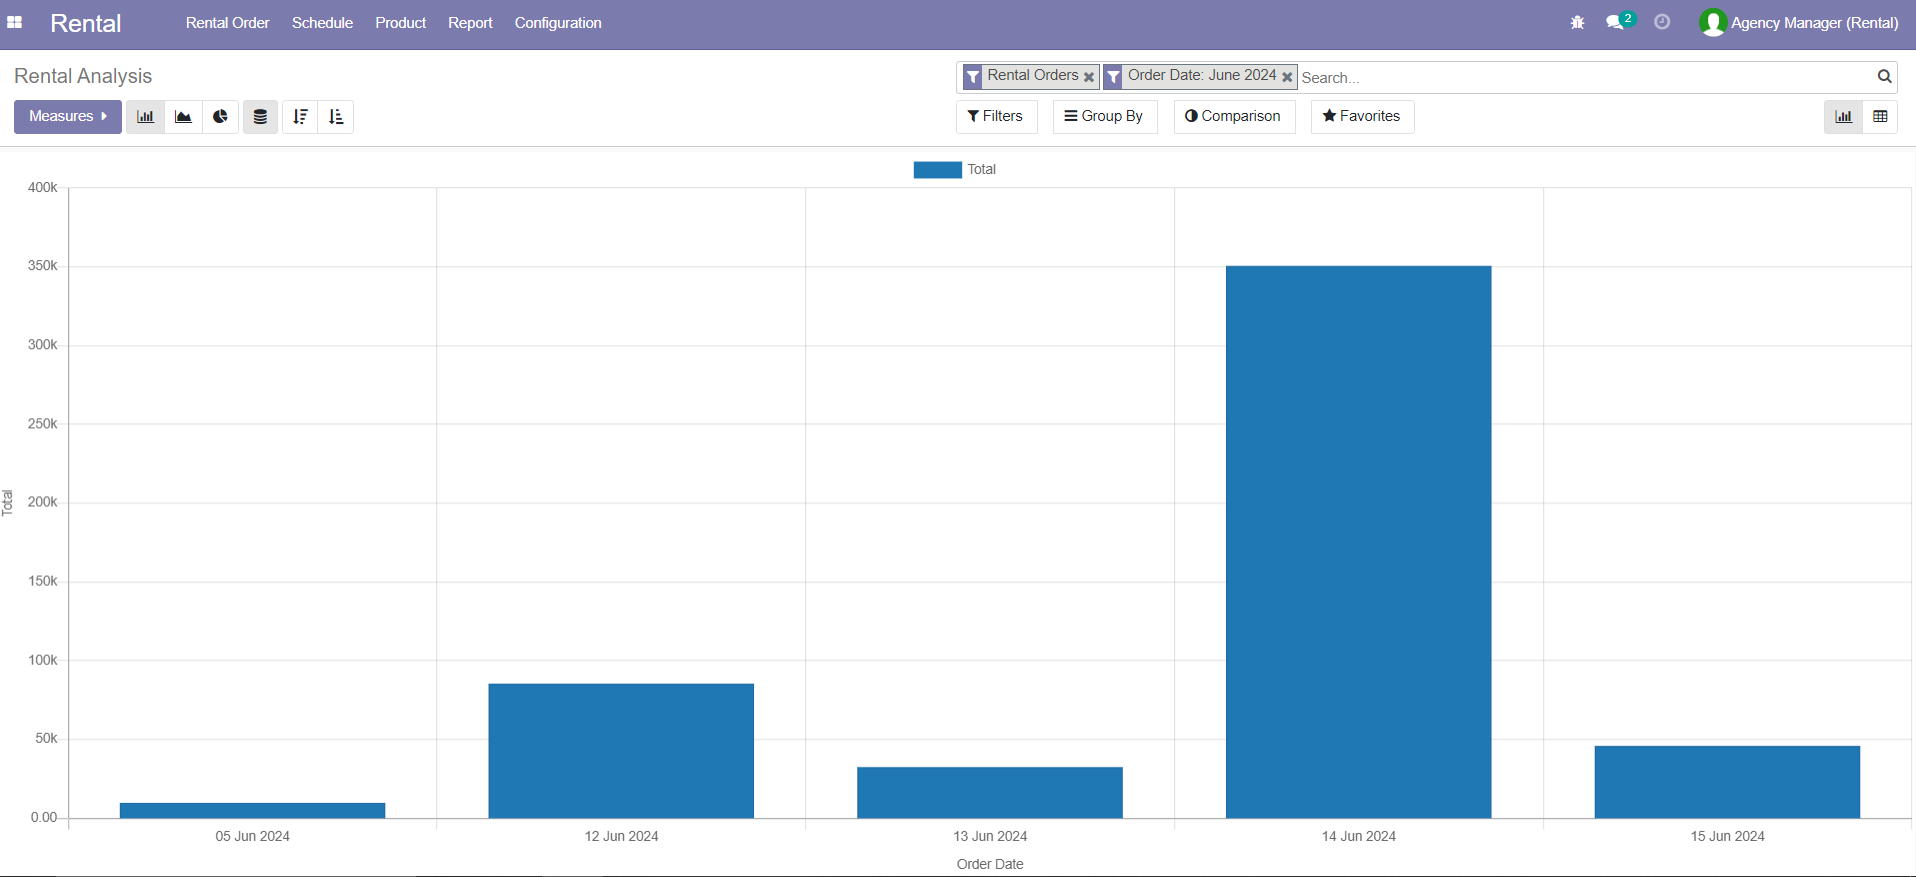 Rental Rental Order Schedule Product Report Configuration 2 Agency Manager (Rental)
Rental Analysis Rental Orders Order Date: June 2024 Search...
Measures Filters Group By Comparison Favorites
Total
400k
350k
300k
250k
200k
150k
100k
50k
0.00
Total
05 Jun 2024 12 Jun 2024 13 Jun 2024 14 Jun 2024 15 Jun 2024
Order Date